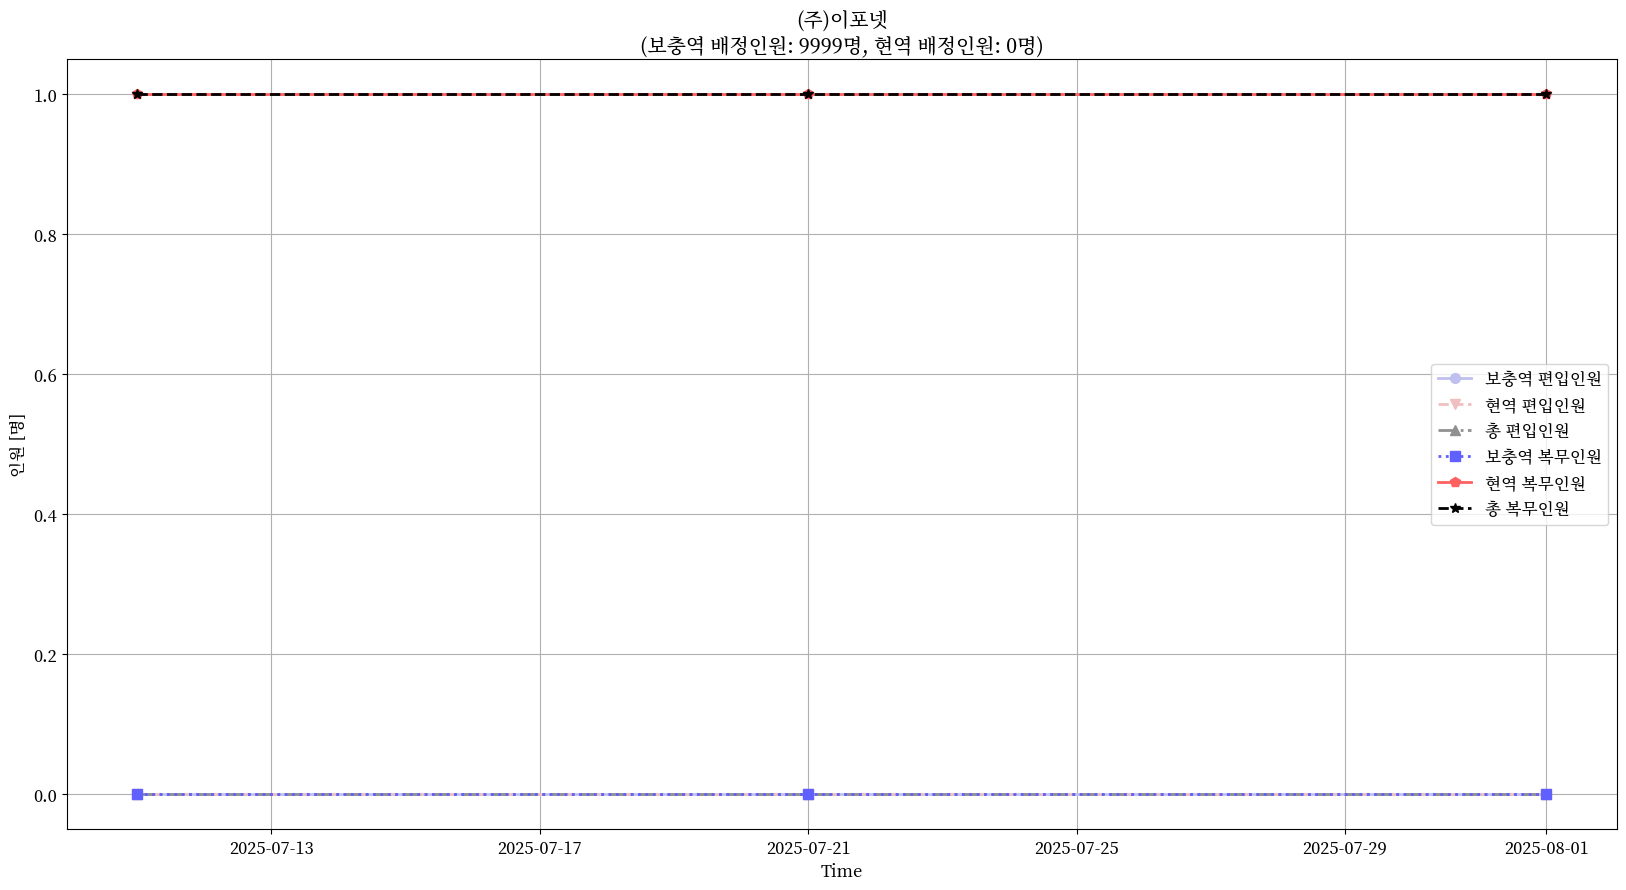 (주)이포넷
(보충역 배정인원: 9999명, 현역 배정인원: 0명)
인원 [명]
1.0
0.8
0.6
0.4
0.2
0.0
보충역 편입인원
현역 편입인원
총 편입인원
보충역 복무인원
현역 복무인원
총 복무인원
2025-07-13 2025-07-17 2025-07-21 2025-07-25 2025-07-29 2025-08-01
Time